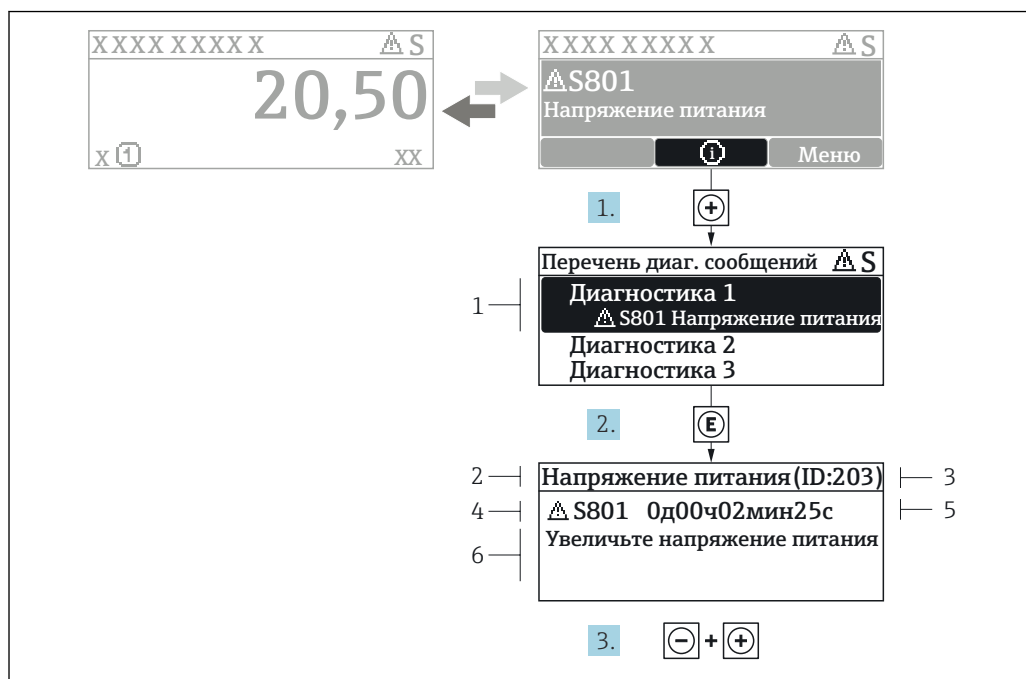 XXXX XXXXX ⚠ S
20,50
x 1 xx
XXXX XXXXX ⚠ S
⚠S801
Напряжение питания
i Меню
1. +
Перечень диаг. сообщений ⚠ S
1
Диагностика 1
⚠ S801 Напряжение питания
Диагностика 2
Диагностика 3
2. E
2 Напряжение питания (ID:203) 3
4 ⚠ S801 0д00ч02мин25с 5
6 Увеличьте напряжение питания
3. - + +